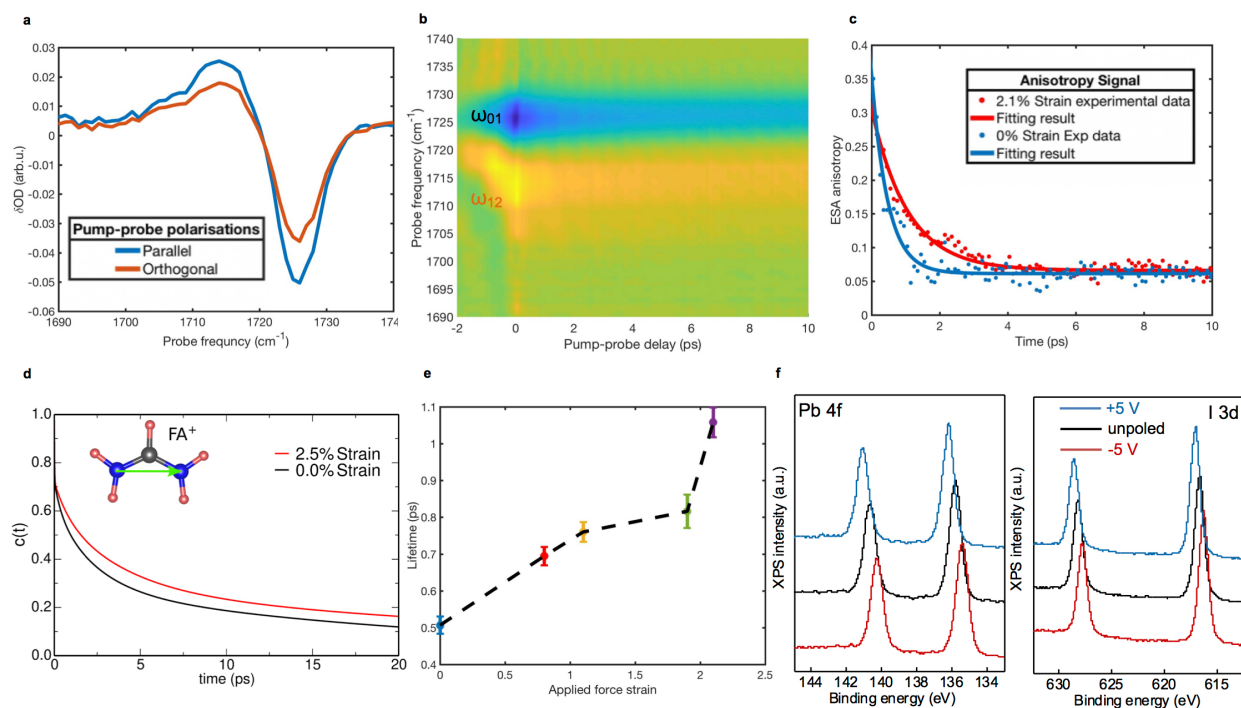 a
0.03
0.02
0.01
0
-0.01
-0.02
-0.03
-0.04
-0.05
-0.06
δOD (arb.u.)
Pump-probe polarisations
Parallel
Orthogonal
1690 1700 1710 1720 1730 174
Probe frequncy (cm-1)
b
1740
1735
1730
1725
1720
1715
1710
1705
1700
1695
1690
Probe frequency (cm-1)
ω01
ω12
-2 0 2 4 6 8 10
Pump-probe delay (ps)
c
0.4
0.35
0.3
0.25
0.2
0.15
0.1
0.05
0
ESA anisotropy
Anisotropy Signal
2.1% Strain experimental data
Fitting result
0% Strain Exp data
Fitting result
0 2 4 6 8 10
Time (ps)
d
1.0
0.8
0.6
0.4
0.2
0.0
c(t)
FA+
2.5% Strain
0.0% Strain
0 5 10 15 20
time (ps)
e
1.1
1
0.9
0.8
0.7
0.6
0.5
0.4
Lifetime (ps)
0 0.5 1 1.5 2 2.5
Applied force strain
f
Pb 4f
XPS intensity (a.u.)
144 142 140 138 136 134
Binding energy (eV)
I 3d
+5 V
unpoled
-5 V
XPS intensity (a.u.)
630 625 620 615
Binding energy (eV)